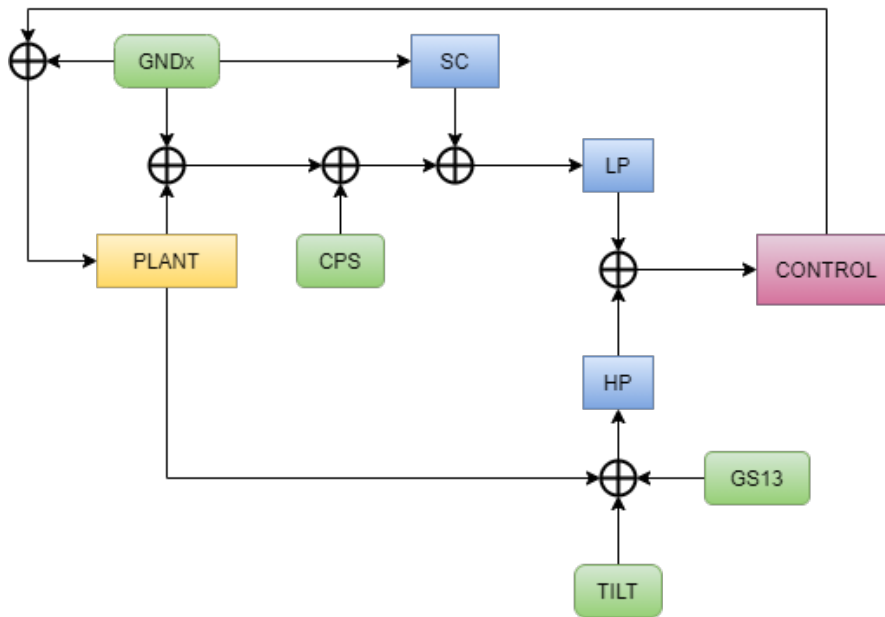 GNDx
SC
LP
PLANT
CPS
CONTROL
HP
GS13
TILT